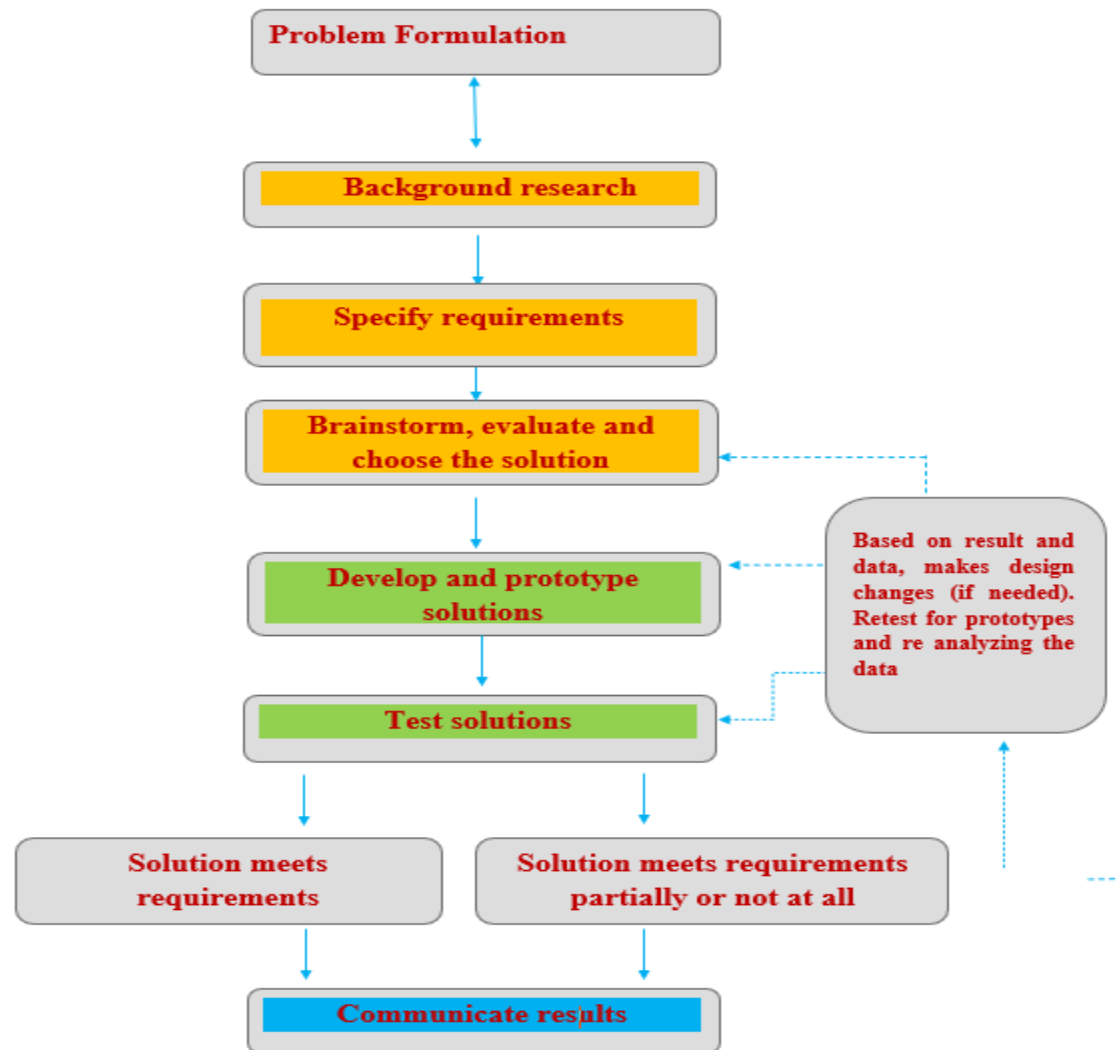 Problem Formulation
Background research
Specify requirements
Brainstorm, evaluate and
choose the solution
Based on result and
data, makes design
changes (if needed).
Retest for prototypes
and re analyzing the
data
Develop and prototype
solutions
Test solutions
Solution meets
requirements
Solution meets requirements
partially or not at all
Communicate results